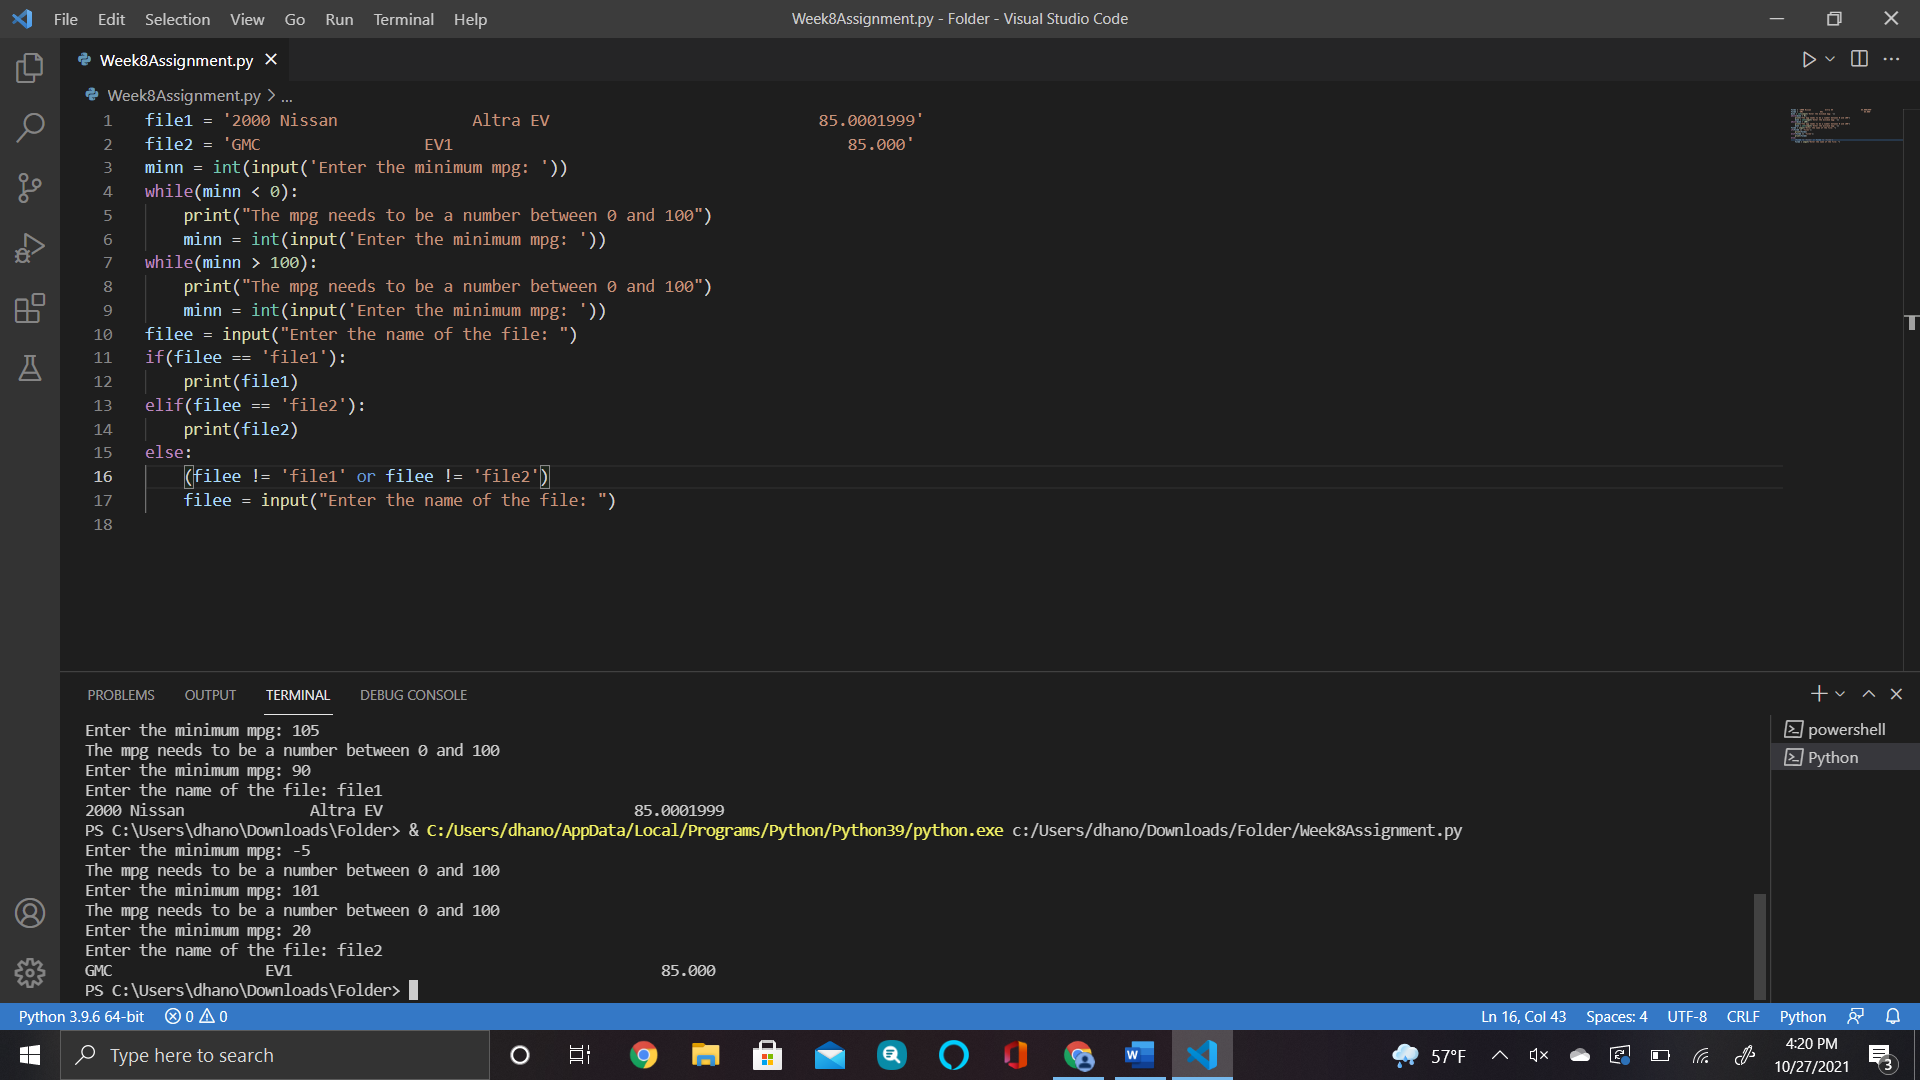 File Edit Selection View Go Run Terminal Help Week8Assignment.py - Folder - Visual Studio Code
Week8Assignment.py
Week8Assignment.py > ...
1 file1 = '2000 Nissan              Altra EV                            85.0001999'
2 file2 = 'GMC                 EV1                                         85.000'
3 minn = int(input('Enter the minimum mpg: '))
4 while(minn < 0):
5     print("The mpg needs to be a number between 0 and 100")
6     minn = int(input('Enter the minimum mpg: '))
7 while(minn > 100):
8     print("The mpg needs to be a number between 0 and 100")
9     minn = int(input('Enter the minimum mpg: '))
10 filee = input("Enter the name of the file: ")
11 if(filee == 'file1'):
12     print(file1)
13 elif(filee == 'file2'):
14     print(file2)
15 else:
16     (filee != 'file1' or filee != 'file2')
17     filee = input("Enter the name of the file: ")
18
PROBLEMS OUTPUT TERMINAL DEBUG CONSOLE
powershell
Python
Enter the minimum mpg: 105
The mpg needs to be a number between 0 and 100
Enter the minimum mpg: 90
Enter the name of the file: file1
2000 Nissan              Altra EV                            85.0001999
PS C:\Users\dhano\Downloads\Folder> & C:/Users/dhano/AppData/Local/Programs/Python/Python39/python.exe c:/Users/dhano/Downloads/Folder/Week8Assignment.py
Enter the minimum mpg: -5
The mpg needs to be a number between 0 and 100
Enter the minimum mpg: 101
The mpg needs to be a number between 0 and 100
Enter the minimum mpg: 20
Enter the name of the file: file2
GMC                 EV1                                         85.000
PS C:\Users\dhano\Downloads\Folder>
Python 3.9.6 64-bit 0 0 Ln 16, Col 43 Spaces: 4 UTF-8 CRLF Python
Type here to search
57°F
4:20 PM
10/27/2021
3